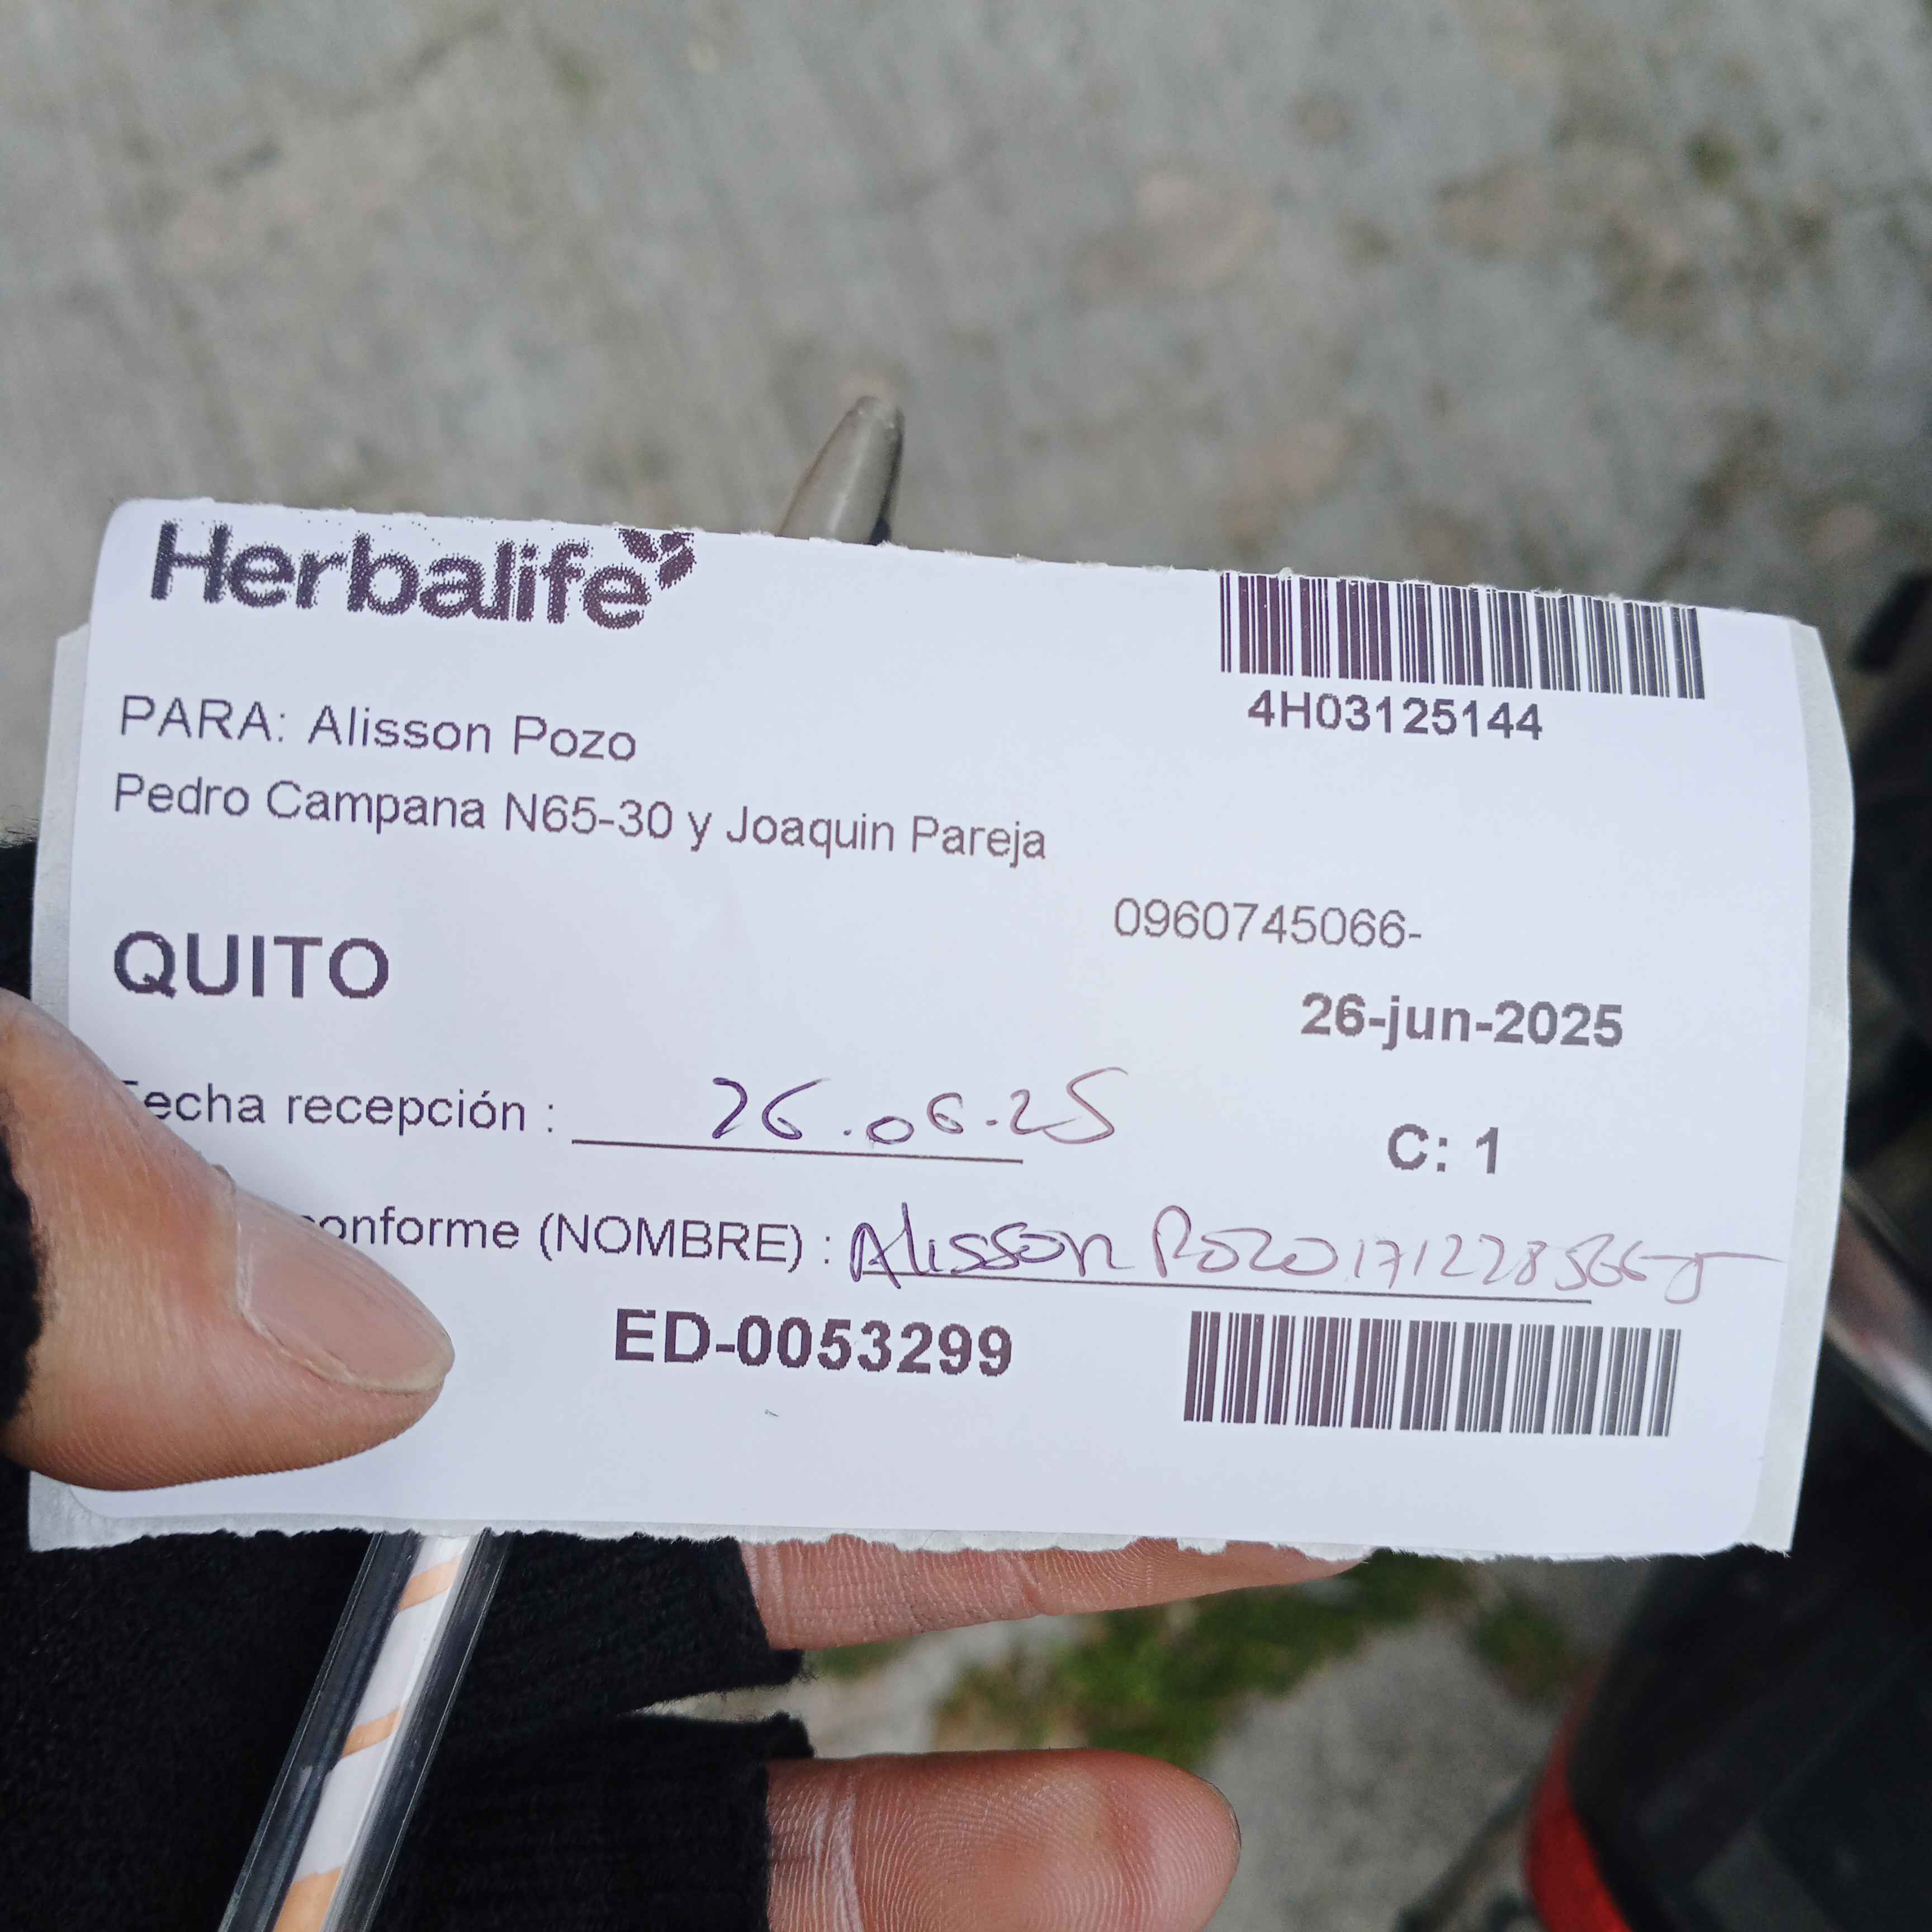 Herbalife
4H03125144
PARA: Alisson Pozo
Pedro Campana N65-30 y Joaquin Pareja
0960745066-
QUITO
26-jun-2025
echa recepción : 26.06.25
C: 1
onforme (NOMBRE) : Alisson Pozo
ED-0053299